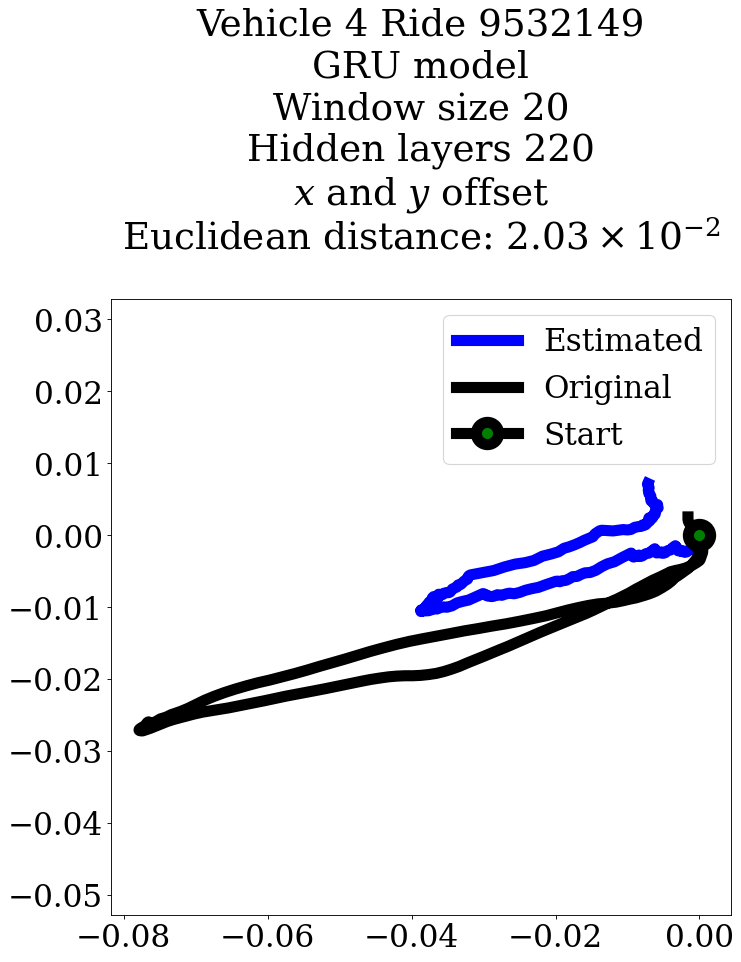 Vehicle 4 Ride 9532149
GRU model
Window size 20
Hidden layers 220
x and y offset
Euclidean distance: 2.03 × 10⁻²
Estimated
Original
Start
0.03
0.02
0.01
0.00
−0.01
−0.02
−0.03
−0.04
−0.05
−0.08 −0.06 −0.04 −0.02 0.00